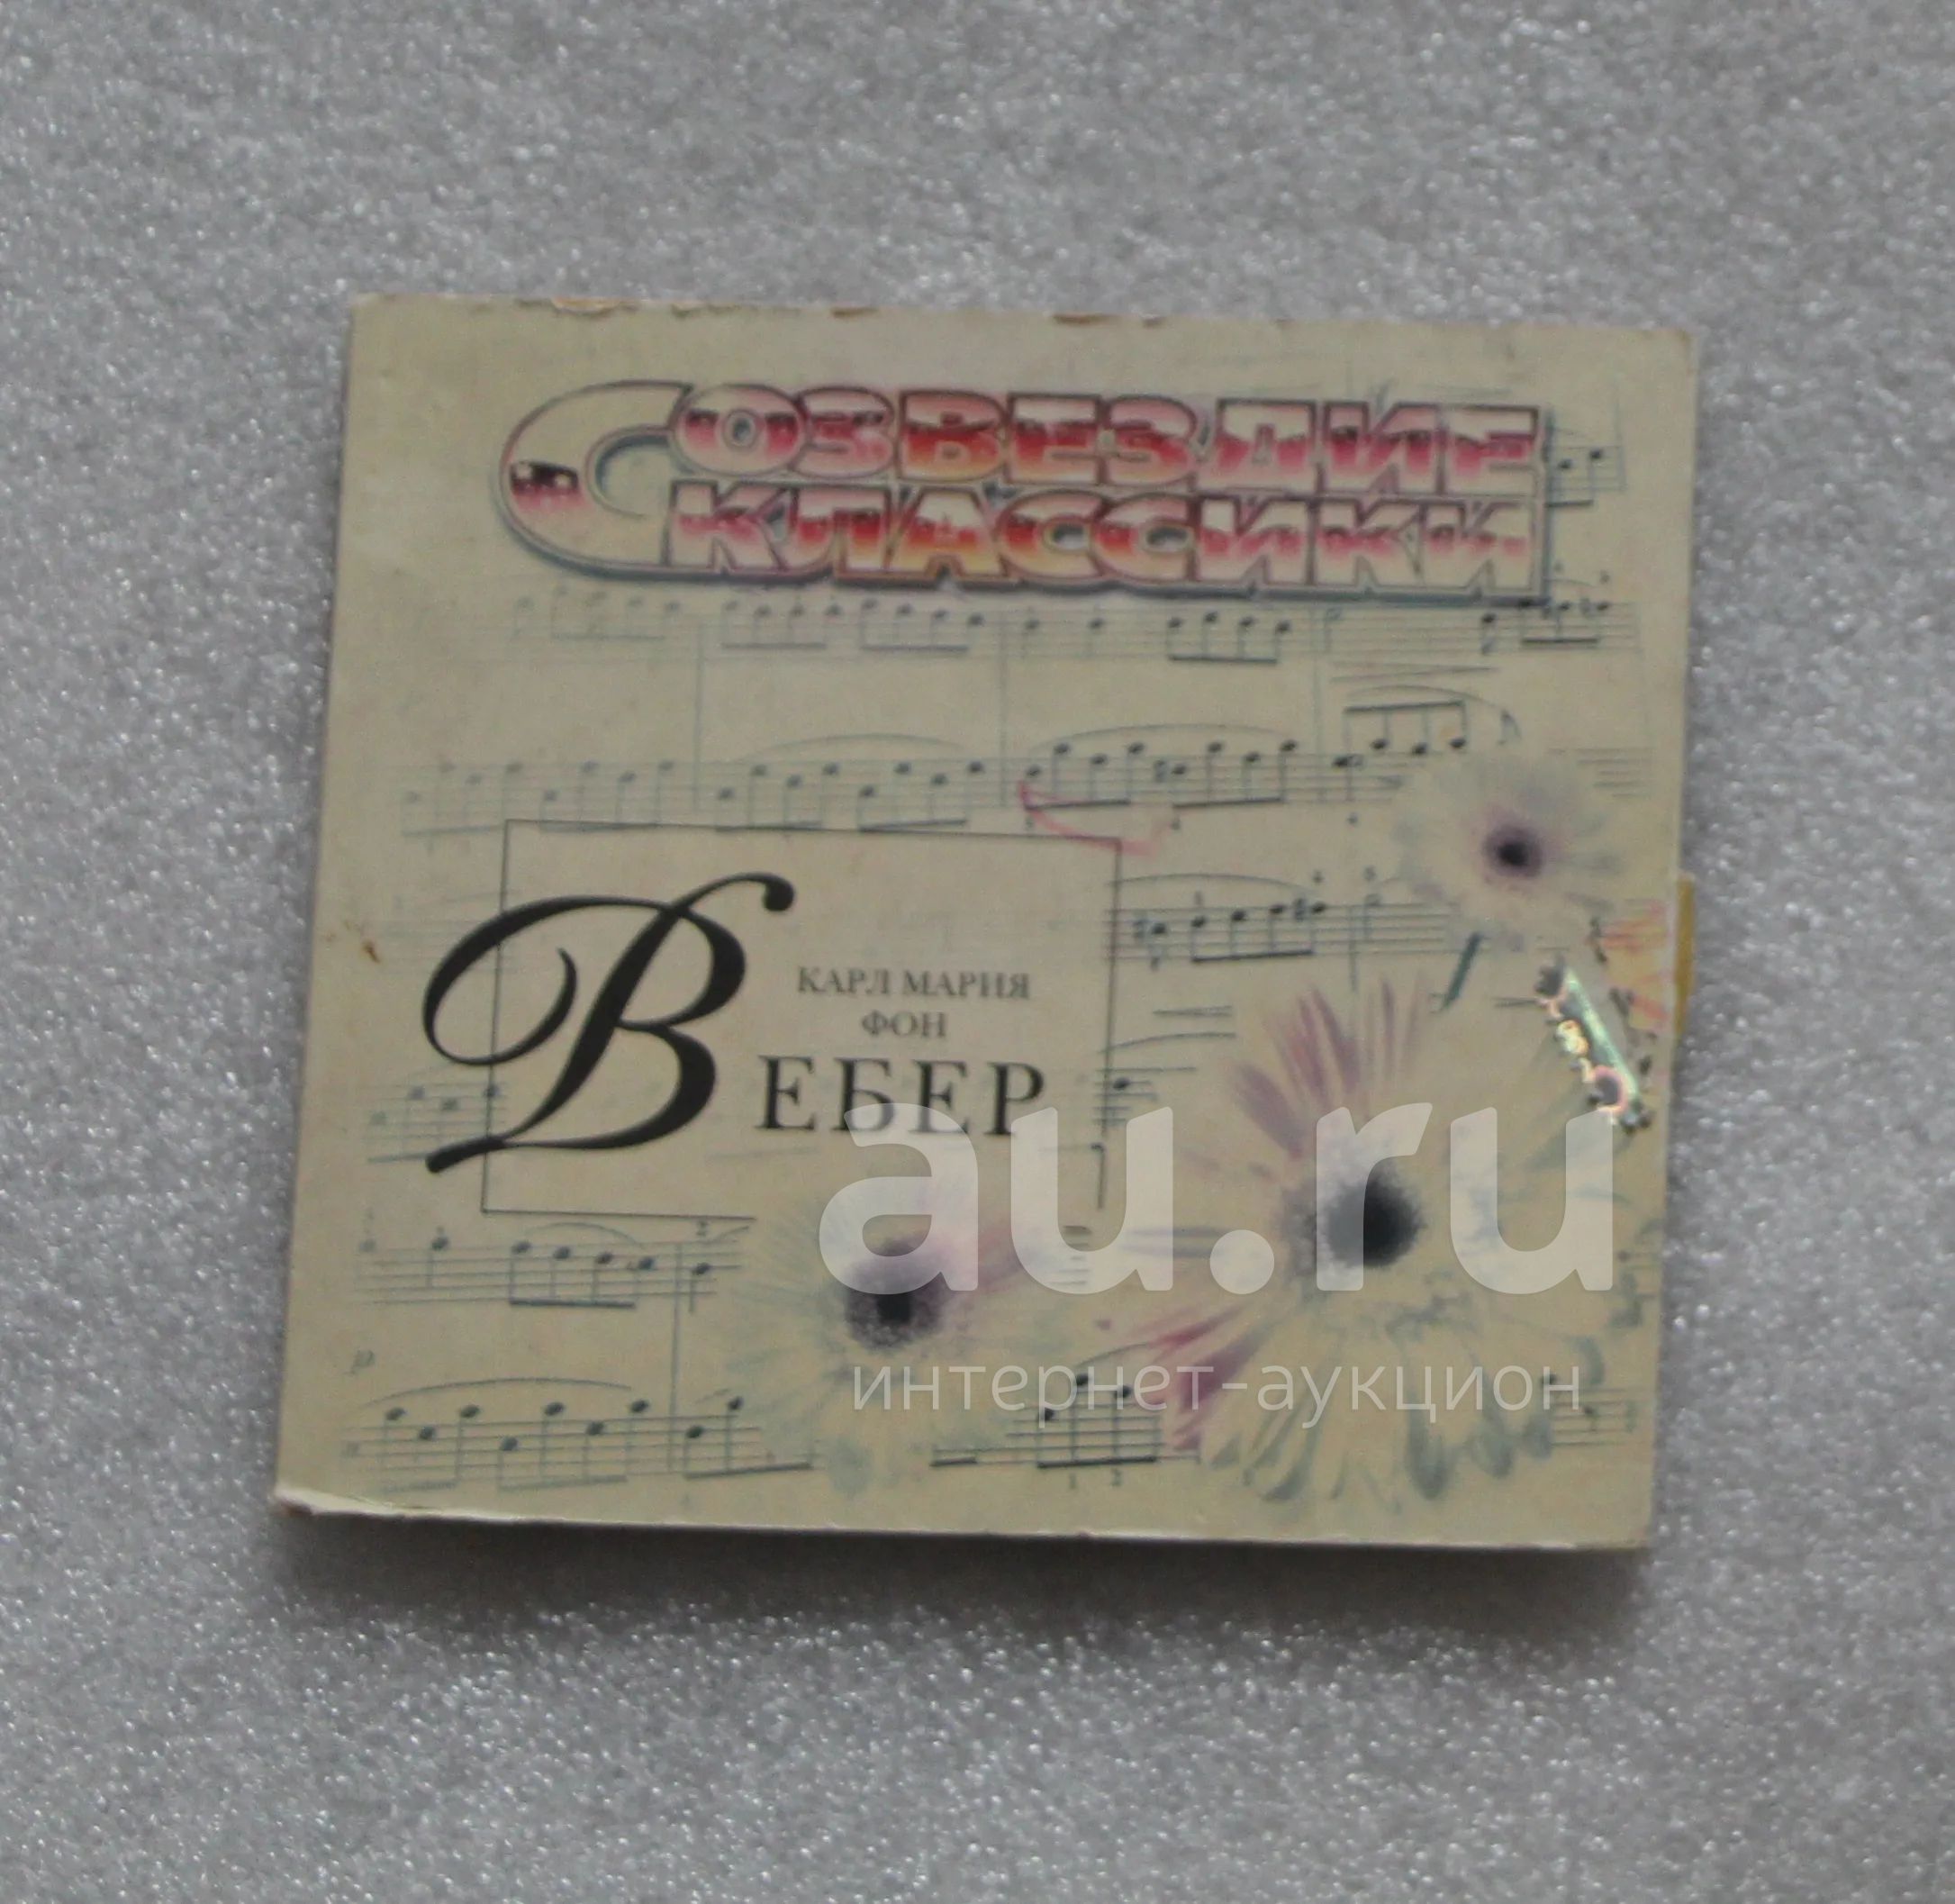 СОЗВЕЗДИЕ
КЛАССИКИ
КАРЛ МАРИЯ
ФОН
ВЕБЕР
au.ru
интернет-аукцион